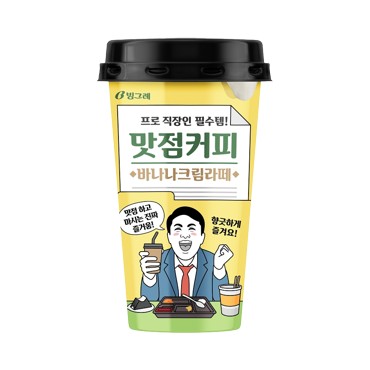 빙그레
프로 직장인 필수템!
맛점커피
바나나크림라떼
맛점 하고
마시는 진짜
즐거움!
향긋하게
즐겨요!